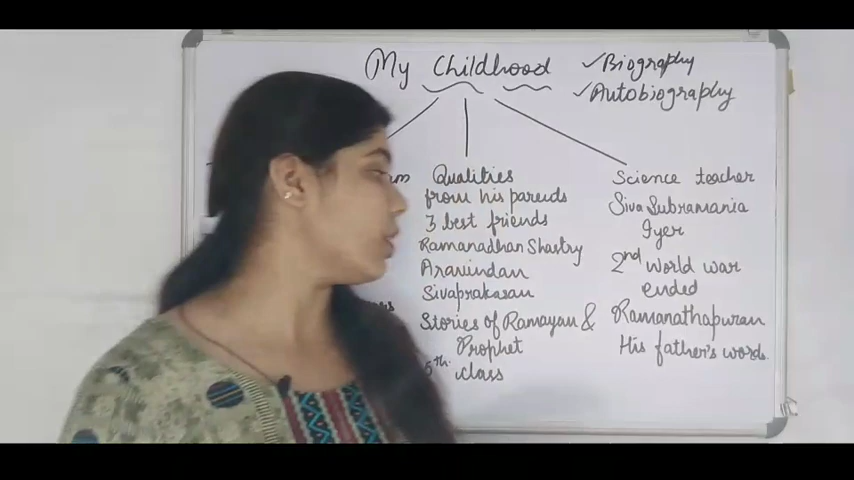 My Childhood
✓Biography
✓Autobiography
Qualities
from his parents
3 best friends
Ramanadhan Shastry
Aravindan
Sivaprakasan
Stories of Ramayan &
Prophet
5th class
Science teacher
Siva Subramania
Iyer
2nd world war
ended
Ramanathapuram
His father's words